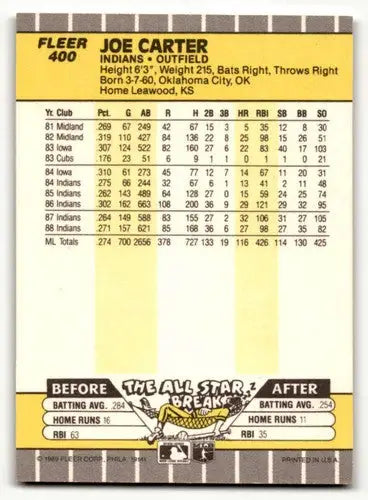 FLEER
400
JOE CARTER
INDIANS • OUTFIELD
Height 6'3", Weight 215, Bats Right, Throws Right
Born 3-7-60, Oklahoma City, OK
Home Leawood, KS
Yr. Club Pct. G AB R H 2B 3B HR RBI SB BB SO
81 Midland .269 67 249 42 67 15 3 5 35 12 8 30
82 Midland .319 110 427 84 136 22 8 25 98 15 26 51
83 Iowa .307 124 522 82 160 27 6 22 83 40 17 103
83 Cubs .176 23 51 6 9 1 1 0 1 1 0 21
84 Iowa .310 61 273 45 77 12 7 14 67 11 20 48
84 Indians .275 66 244 32 67 6 1 13 41 2 11 48
85 Indians .262 143 489 64 128 27 0 15 59 24 25 74
86 Indians .302 162 663 108 200 36 9 29 121 29 32 95
87 Indians .264 149 588 83 155 27 2 32 106 31 27 105
88 Indians .271 157 621 85 168 36 6 27 98 27 35 82
ML Totals .274 700 2656 378 727 133 19 116 426 114 130 425
BEFORE THE ALL STAR BREAK AFTER
BATTING AVG. .284 BATTING AVG. .254
HOME RUNS 16 HOME RUNS 11
RBI 63 RBI 35
© 1989 FLEER CORP., PHILA. 19141 PRINTED IN U.S.A.